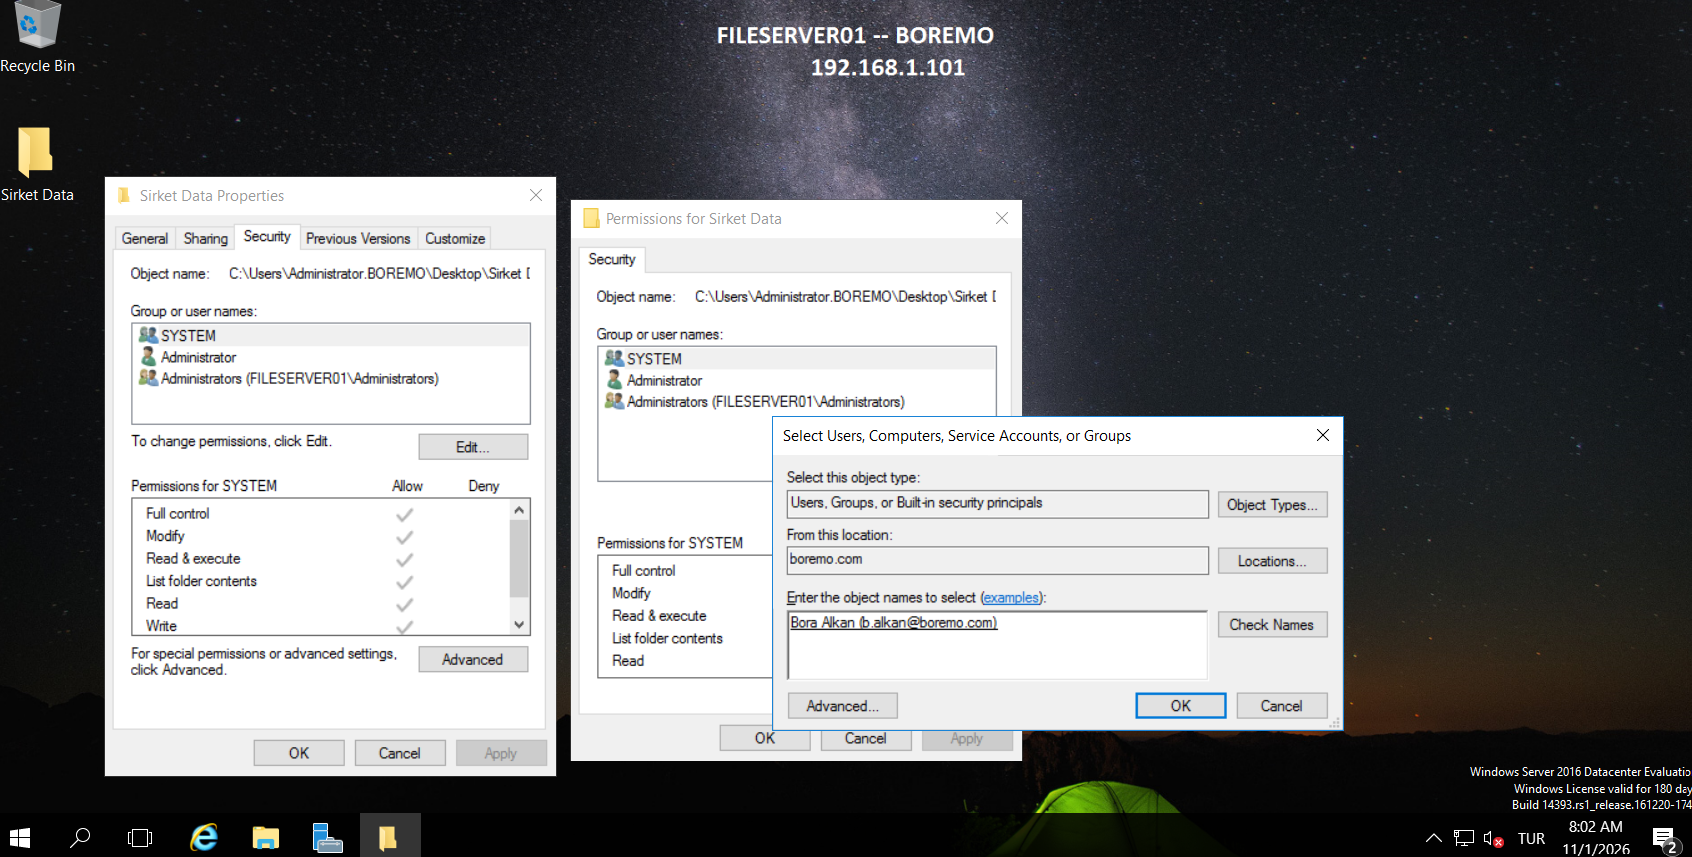 FILESERVER01 -- BOREMO
192.168.1.101
Recycle Bin
Sirket Data
Sirket Data Properties
General Sharing Security Previous Versions Customize
Object name: C:\Users\Administrator.BOREMO\Desktop\Sirket D
Group or user names:
SYSTEM
Administrator
Administrators (FILESERVER01\Administrators)
To change permissions, click Edit.
Edit...
Permissions for SYSTEM Allow Deny
Full control
Modify
Read & execute
List folder contents
Read
Write
For special permissions or advanced settings,
click Advanced.
Advanced
OK Cancel Apply
Permissions for Sirket Data
Security
Object name: C:\Users\Administrator.BOREMO\Desktop\Sirket D
Group or user names:
SYSTEM
Administrator
Administrators (FILESERVER01\Administrators)
Permissions for SYSTEM
Full control
Modify
Read & execute
List folder contents
Read
OK Cancel Apply
Select Users, Computers, Service Accounts, or Groups
Select this object type:
Users, Groups, or Built-in security principals
Object Types...
From this location:
boremo.com
Locations...
Enter the object names to select (examples):
Bora Alkan (b.alkan@boremo.com)
Check Names
Advanced...
OK Cancel
Windows Server 2016 Datacenter Evaluatio
Windows License valid for 180 day
Build 14393.rs1_release.161220-174
TUR
8:02 AM
11/1/2026
2